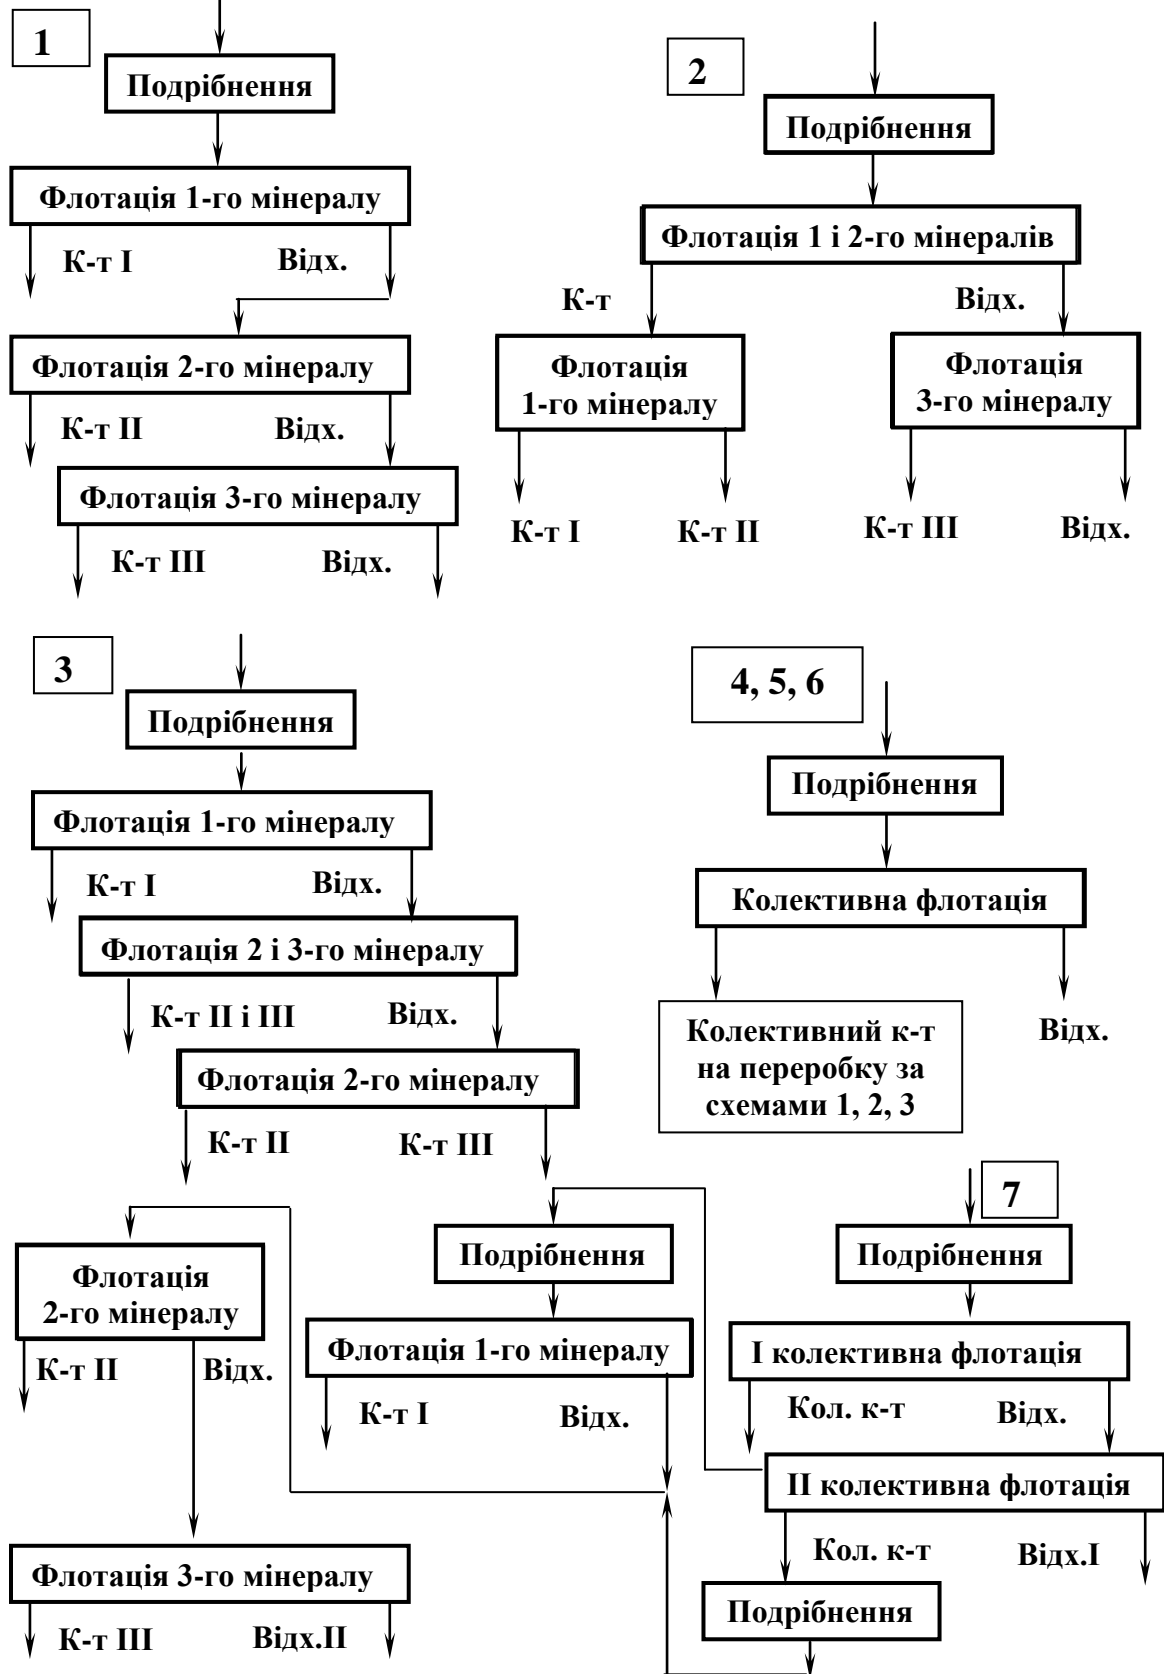 1
Подрібнення
Флотація 1-го мінералу
К-т І
Відх.
Флотація 2-го мінералу
К-т ІІ
Відх.
Флотація 3-го мінералу
К-т ІІІ
Відх.
2
Подрібнення
Флотація 1 і 2-го мінералів
К-т
Відх.
Флотація
1-го мінералу
Флотація
3-го мінералу
К-т І
К-т ІІ
К-т ІІІ
Відх.
3
Подрібнення
Флотація 1-го мінералу
К-т І
Відх.
Флотація 2 і 3-го мінералу
К-т ІІ і ІІІ
Відх.
Флотація 2-го мінералу
К-т ІІ
К-т ІІІ
4, 5, 6
Подрібнення
Колективна флотація
Колективний к-т
на переробку за
схемами 1, 2, 3
Відх.
7
Подрібнення
І колективна флотація
Кол. к-т
Відх.
ІІ колективна флотація
Кол. к-т
Відх.І
Подрібнення
Подрібнення
Флотація 1-го мінералу
К-т І
Відх.
Флотація
2-го мінералу
К-т ІІ
Відх.
Флотація 3-го мінералу
К-т ІІІ
Відх.ІІ